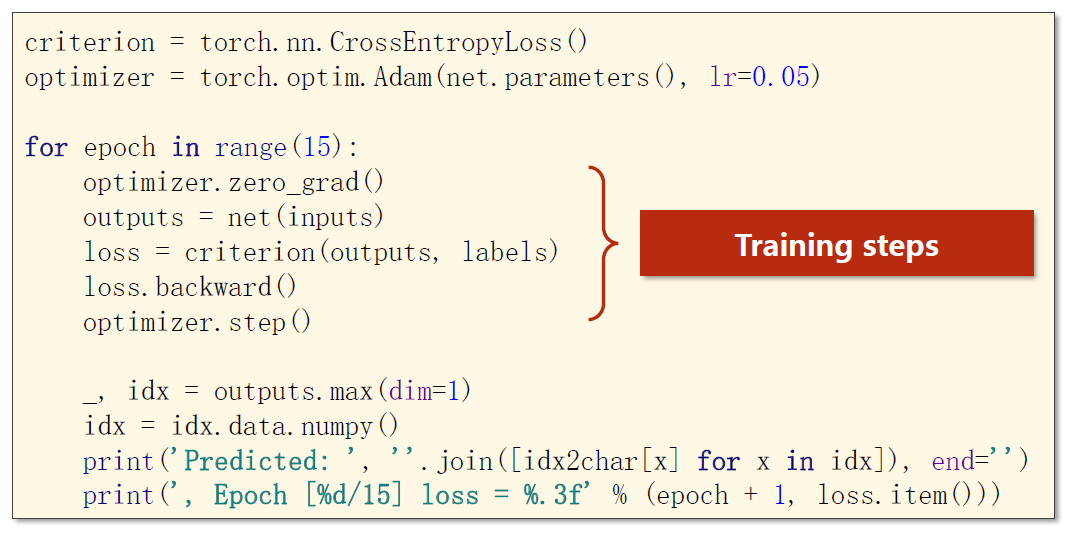 criterion = torch.nn.CrossEntropyLoss()
optimizer = torch.optim.Adam(net.parameters(), lr=0.05)
for epoch in range(15):
    optimizer.zero_grad()
    outputs = net(inputs)
    loss = criterion(outputs, labels)
    loss.backward()
    optimizer.step()
Training steps
    _, idx = outputs.max(dim=1)
    idx = idx.data.numpy()
    print('Predicted: ', ''.join([idx2char[x] for x in idx]), end='')
    print(', Epoch [%d/15] loss = %.3f' % (epoch + 1, loss.item()))